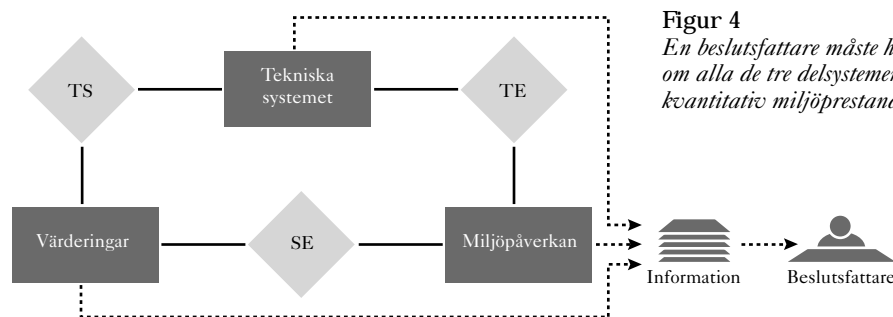 Figur 4
En beslutsfattare måste h
om alla de tre delsysteme
kvantitativ miljöprestand
Tekniska
systemet
TS
TE
Värderingar
SE
Miljöpåverkan
Information
Beslutsfattare